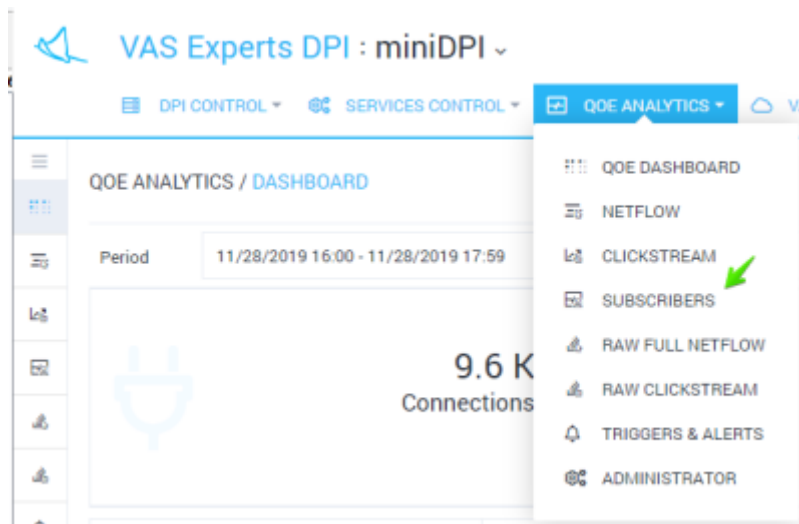 VAS Experts DPI : miniDPI
DPI CONTROL SERVICES CONTROL QOE ANALYTICS
QOE ANALYTICS / DASHBOARD
Period 11/28/2019 16:00 - 11/28/2019 17:59
9.6 K
Connections
QOE DASHBOARD
NETFLOW
CLICKSTREAM
SUBSCRIBERS
RAW FULL NETFLOW
RAW CLICKSTREAM
TRIGGERS & ALERTS
ADMINISTRATOR